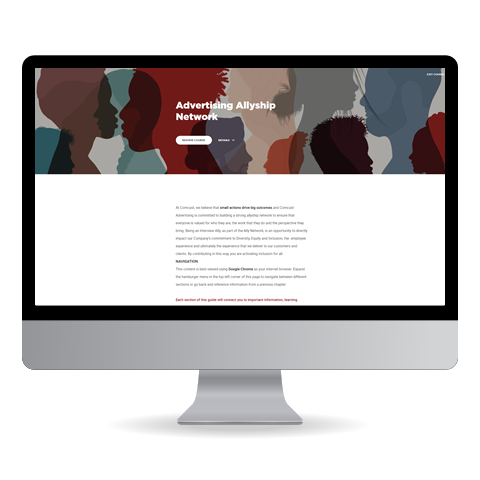 EXIT COURSE
Advertising Allyship
Network
RESUME COURSE
DETAILS
At Comcast, we believe that small actions drive big outcomes and Comcast
Advertising is committed to building a strong allyship network to ensure that
everyone is valued for who they are, the work that they do and the perspective they
bring. Being an Interview Ally, as part of the Ally Network, is an opportunity to directly
impact our Company's commitment to Diversity, Equity and Inclusion, the employee
experience and ultimately the experience that we deliver to our customers and
clients. By contributing in this way you are activating inclusion for all.
NAVIGATION
This content is best viewed using Google Chrome as your internet browser. Expand
the hamburger menu in the top left corner of this page to navigate between different
sections or to go back and reference information from a previous chapter.
Each section of this guide will connect you to important information, learning